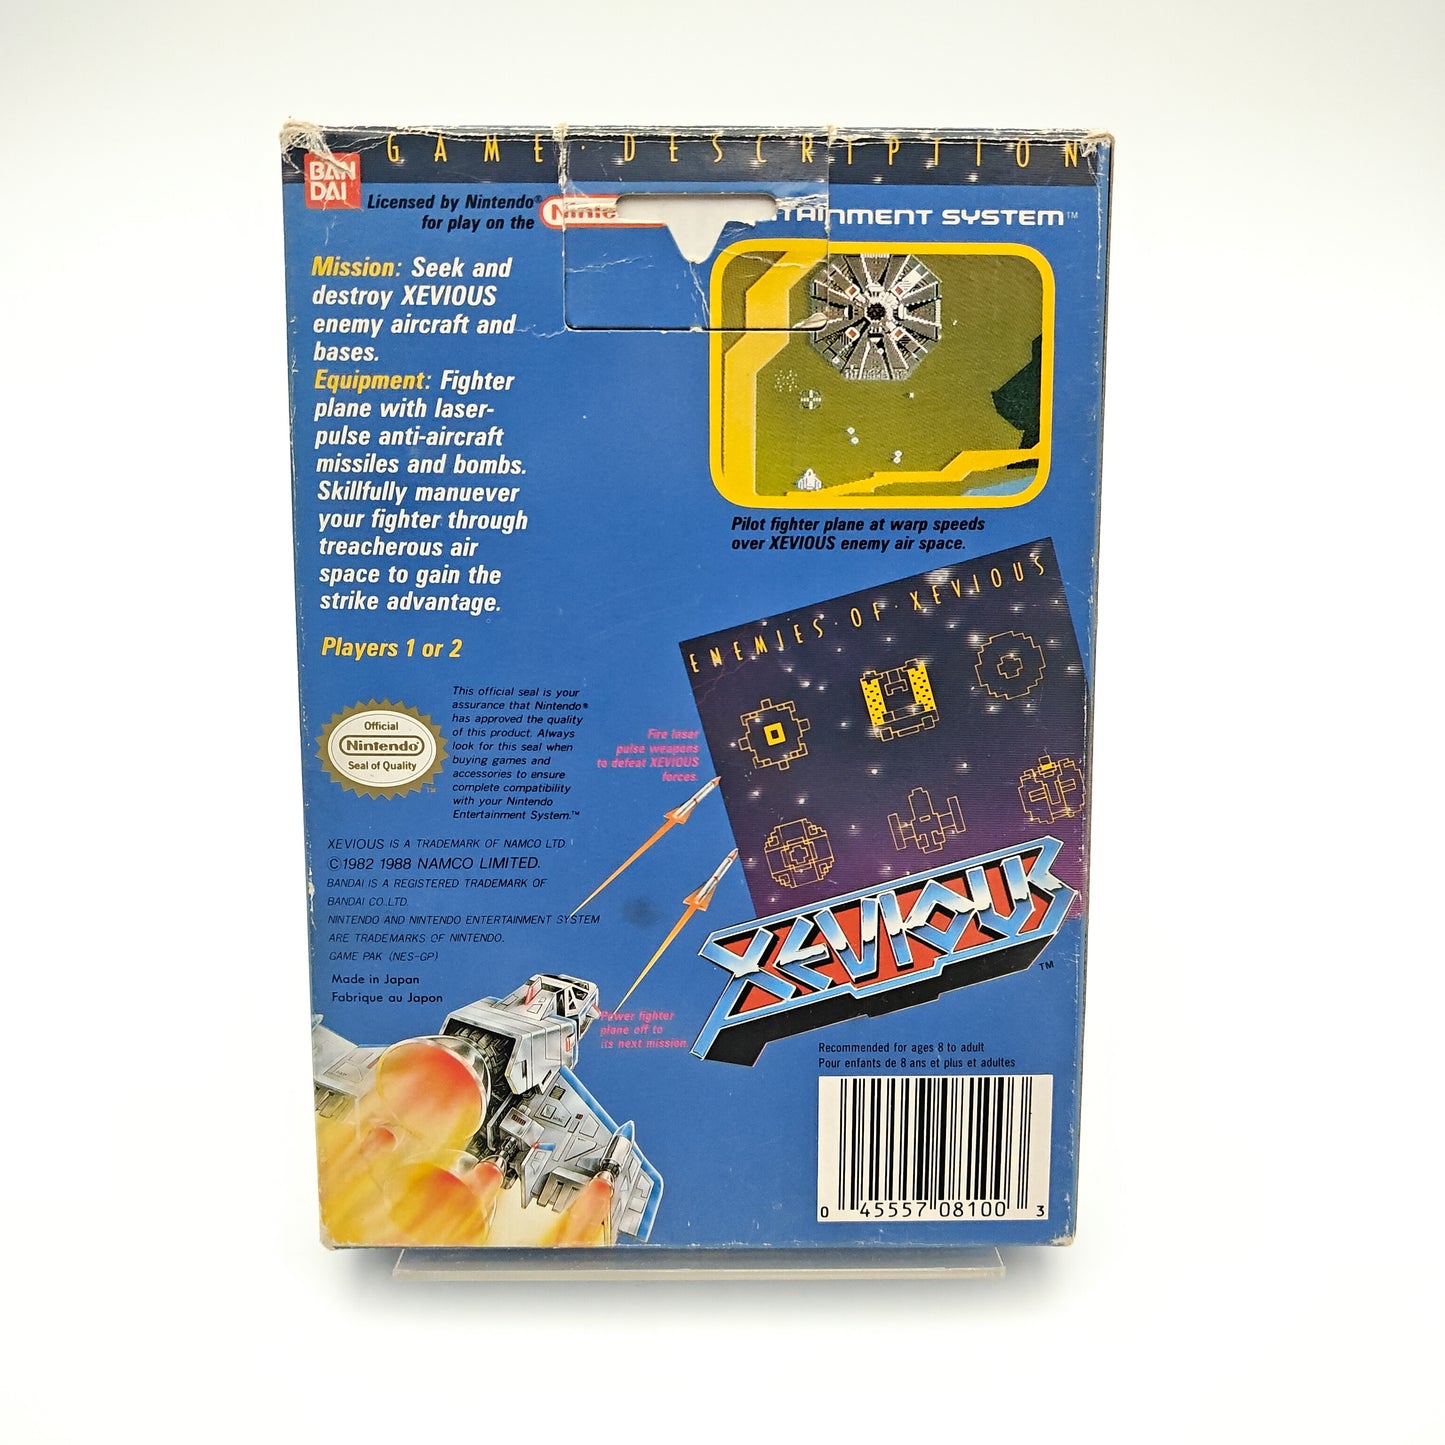 GAME·DESCRIPTION
BAN
DAI
Licensed by Nintendo®
for play on the
Ninte
TAINMENT SYSTEM™
Mission: Seek and
destroy XEVIOUS
enemy aircraft and
bases.
Equipment: Fighter
plane with laser-
pulse anti-aircraft
missiles and bombs.
Skillfully manuever
your fighter through
treacherous air
space to gain the
strike advantage.
Players 1 or 2
Pilot fighter plane at warp speeds
over XEVIOUS enemy air space.
ENEMIES·OF·XEVIOUS
Official
Nintendo®
Seal of Quality
™
This official seal is your
assurance that Nintendo®
has approved the quality
of this product. Always
look for this seal when
buying games and
accessories to ensure
complete compatibility
with your Nintendo
Entertainment System.™
Fire laser
pulse weapons
to defeat XEVIOUS
forces.
XEVIOUS IS A TRADEMARK OF NAMCO LTD
©1982 1988 NAMCO LIMITED.
BANDAI IS A REGISTERED TRADEMARK OF
BANDAI CO.,LTD.
NINTENDO AND NINTENDO ENTERTAINMENT SYSTEM
ARE TRADEMARKS OF NINTENDO.
GAME PAK (NES-GP)
Made in Japan
Fabrique au Japon
XEVIOUS
™
Power fighter
plane off to
its next mission.
Recommended for ages 8 to adult
Pour enfants de 8 ans et plus et adultes
0 45557 08100 3